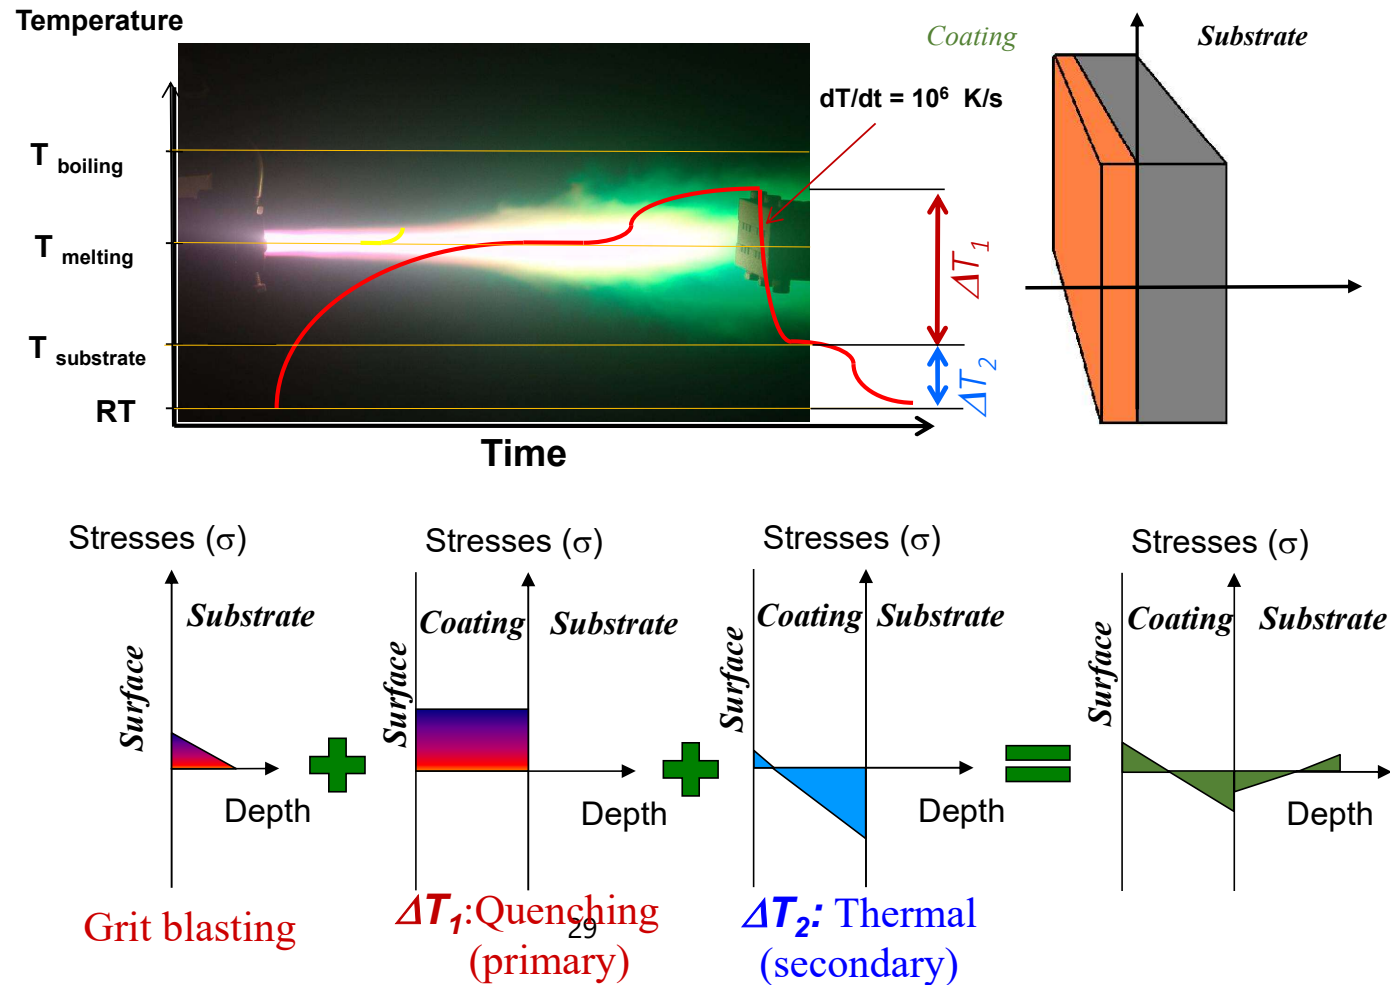 Temperature
Coating
Substrate
dT/dt = 10⁶ K/s
T boiling
T melting
T substrate
RT
ΔT₁
ΔT₂
Time
Stresses (σ)
Stresses (σ)
Stresses (σ)
Stresses (σ)
Substrate
Coating
Substrate
Coating
Substrate
Coating
Substrate
Surface
Surface
Surface
Surface
Depth
Depth
Depth
Depth
Grit blasting
ΔT₁:Quenching
(primary)
29
ΔT₂: Thermal
(secondary)